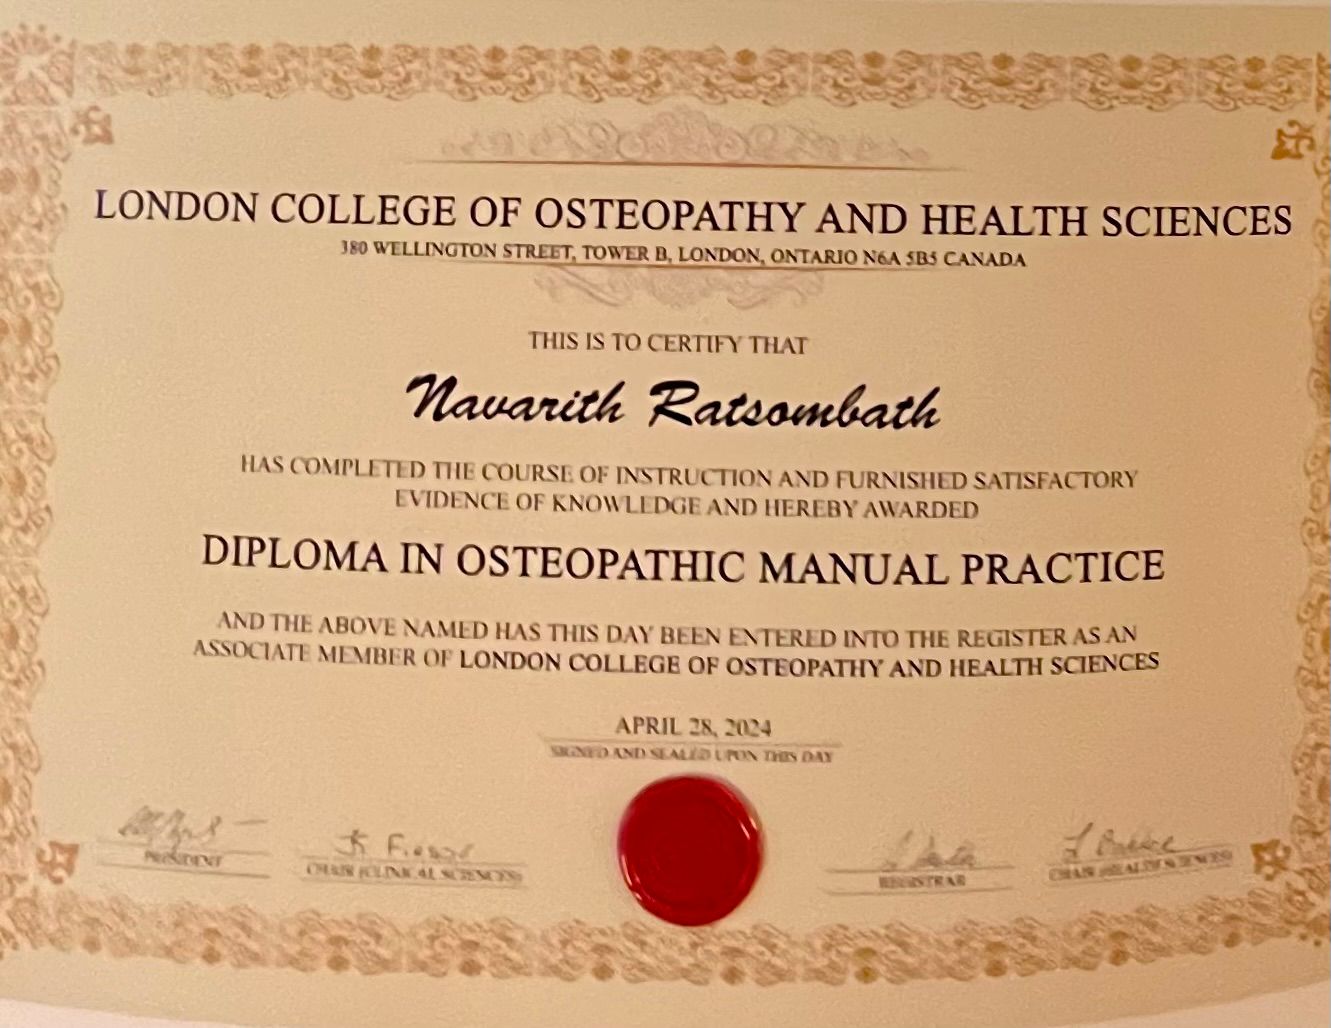 LONDON COLLEGE OF OSTEOPATHY AND HEALTH SCIENCES
380 WELLINGTON STREET, TOWER B, LONDON, ONTARIO N6A 5B5 CANADA
THIS IS TO CERTIFY THAT
Navarith Ratsombath
HAS COMPLETED THE COURSE OF INSTRUCTION AND FURNISHED SATISFACTORY
EVIDENCE OF KNOWLEDGE AND HEREBY AWARDED
DIPLOMA IN OSTEOPATHIC MANUAL PRACTICE
AND THE ABOVE NAMED HAS THIS DAY BEEN ENTERED INTO THE REGISTER AS AN
ASSOCIATE MEMBER OF LONDON COLLEGE OF OSTEOPATHY AND HEALTH SCIENCES
APRIL 28, 2024
SIGNED AND SEALED UPON THIS DAY
PRESIDENT
CHAIR (CLINICAL SCIENCES)
REGISTRAR
CHAIR (HEALTH SCIENCES)